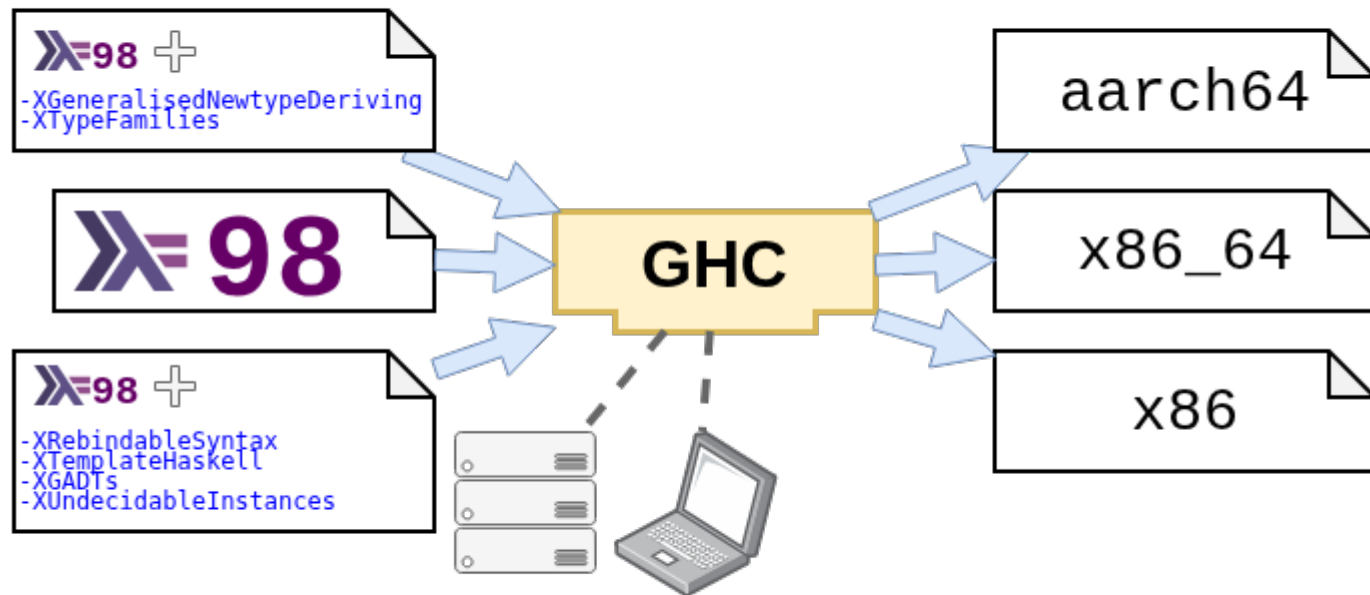 98
-XGeneralisedNewtypeDeriving
-XTypeFamilies
98
98
-XRebindableSyntax
-XTemplateHaskell
-XGADTs
-XUndecidableInstances
GHC
aarch64
x86_64
x86